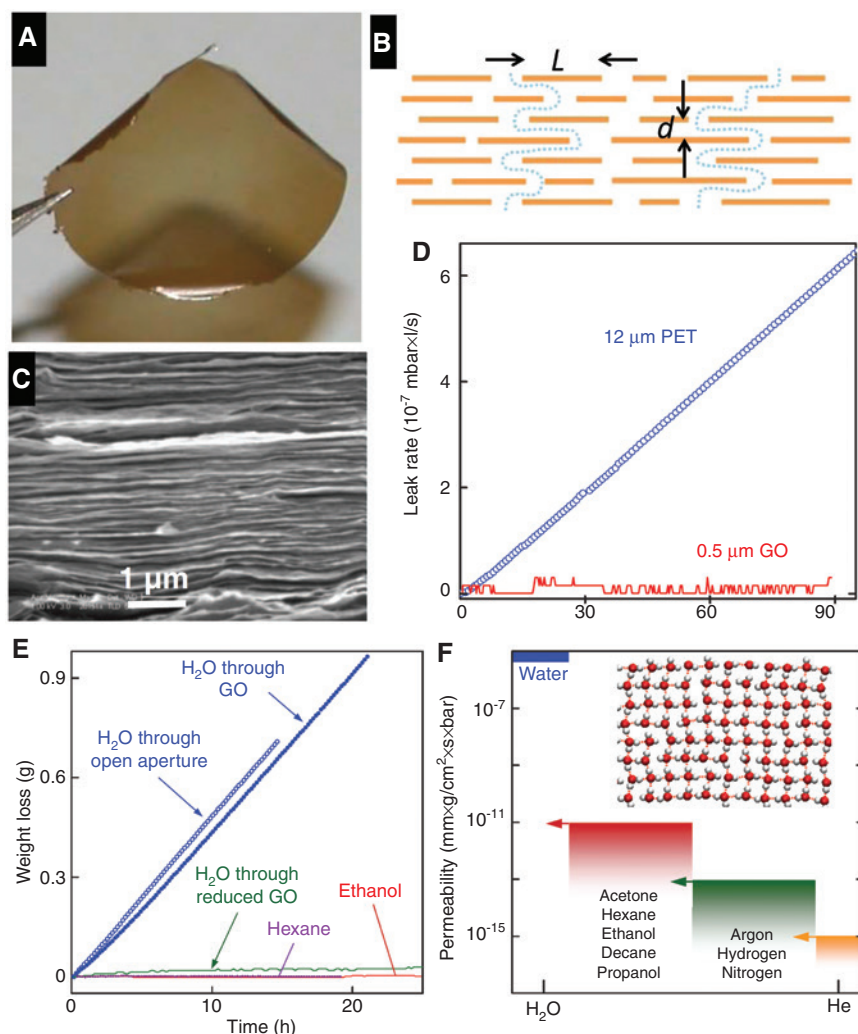 A
B
L
d
C
1 µm
D
6
4
2
0
Leak rate (10⁻⁷ mbar×l/s)
12 µm PET
0.5 µm GO
0 30 60 90
E
0.9
0.6
0.3
0
Weight loss (g)
H₂O through
GO
H₂O through
open aperture
H₂O through
reduced GO
Ethanol
Hexane
0 10 20
Time (h)
F
Permeability (mm×g/cm²×s×bar)
10⁻⁷
10⁻¹¹
10⁻¹⁵
Water
Acetone
Hexane
Ethanol
Decane
Propanol
Argon
Hydrogen
Nitrogen
H₂O He